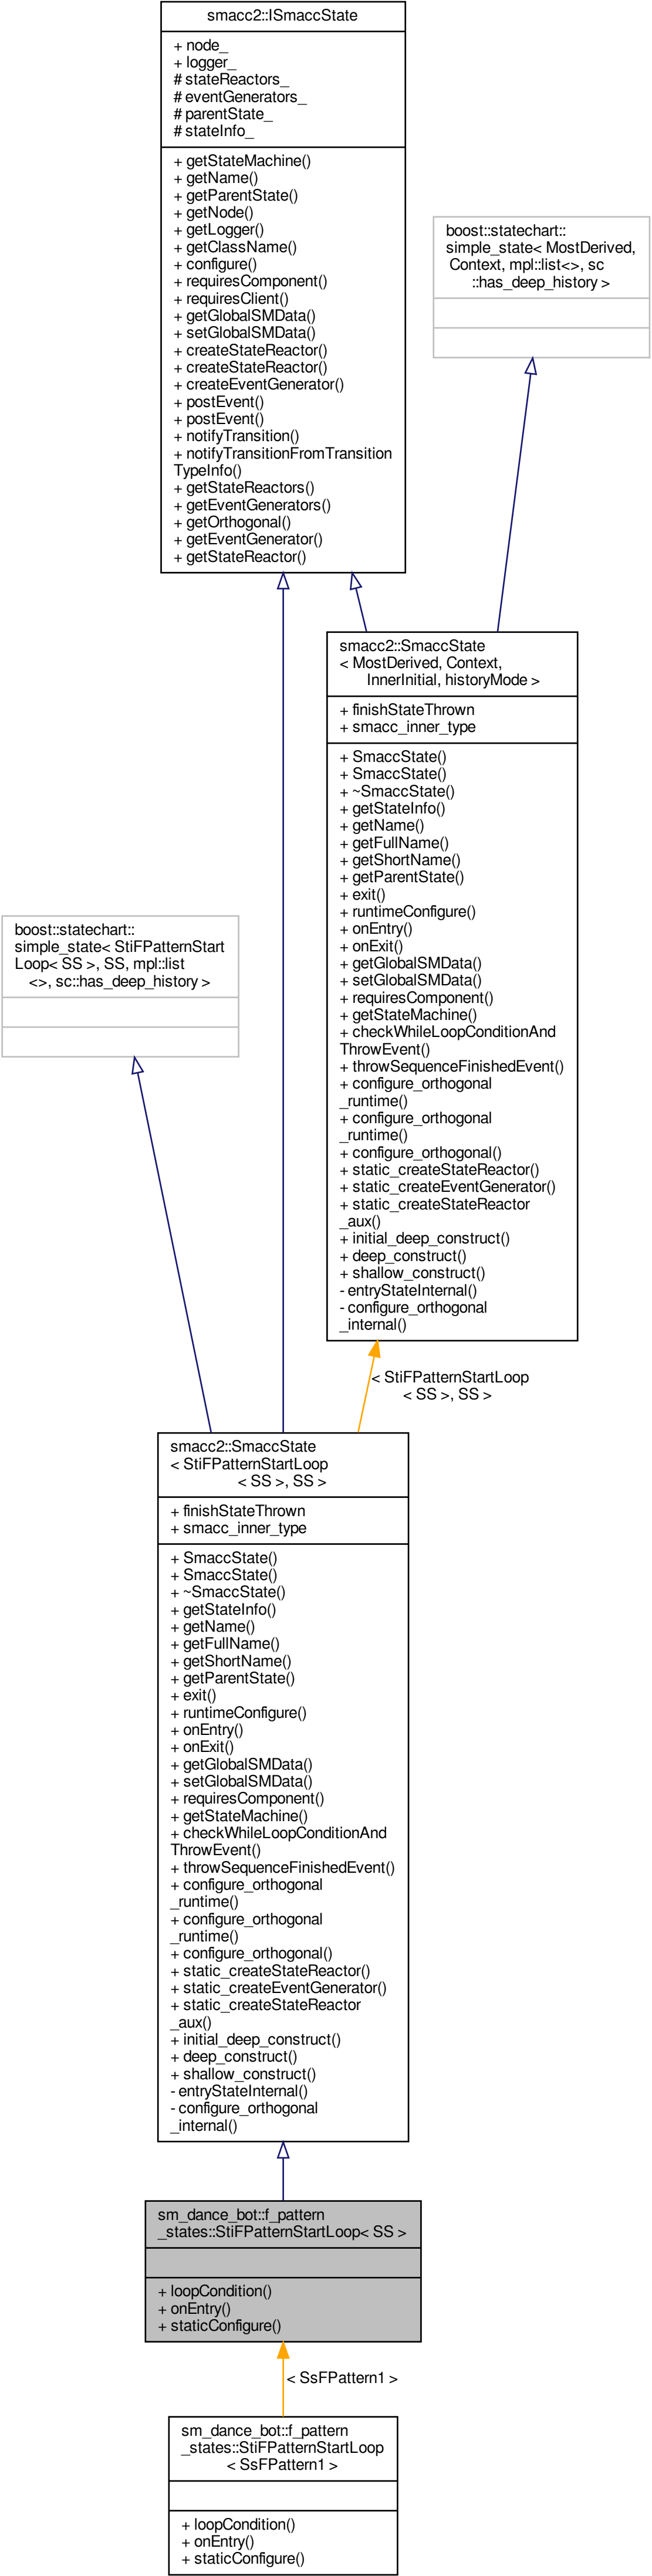 smacc2::ISmaccState
+ node_
+ logger_
# stateReactors_
# eventGenerators_
# parentState_
# stateInfo_
+ getStateMachine()
+ getName()
+ getParentState()
+ getNode()
+ getLogger()
+ getClassName()
+ configure()
+ requiresComponent()
+ requiresClient()
+ getGlobalSMData()
+ setGlobalSMData()
+ createStateReactor()
+ createStateReactor()
+ createEventGenerator()
+ postEvent()
+ postEvent()
+ notifyTransition()
+ notifyTransitionFromTransition
TypeInfo()
+ getStateReactors()
+ getEventGenerators()
+ getOrthogonal()
+ getEventGenerator()
+ getStateReactor()
boost::statechart::
simple_state< MostDerived,
Context, mpl::list<>, sc
::has_deep_history >
smacc2::SmaccState
< MostDerived, Context,
InnerInitial, historyMode >
+ finishStateThrown
+ smacc_inner_type
+ SmaccState()
+ SmaccState()
+ ~SmaccState()
+ getStateInfo()
+ getName()
+ getFullName()
+ getShortName()
+ getParentState()
+ exit()
+ runtimeConfigure()
+ onEntry()
+ onExit()
+ getGlobalSMData()
+ setGlobalSMData()
+ requiresComponent()
+ getStateMachine()
+ checkWhileLoopConditionAnd
ThrowEvent()
+ throwSequenceFinishedEvent()
+ configure_orthogonal
_runtime()
+ configure_orthogonal
_runtime()
+ configure_orthogonal()
+ static_createStateReactor()
+ static_createEventGenerator()
+ static_createStateReactor
_aux()
+ initial_deep_construct()
+ deep_construct()
+ shallow_construct()
- entryStateInternal()
- configure_orthogonal
_internal()
boost::statechart::
simple_state< StiFPatternStart
Loop< SS >, SS, mpl::list
<>, sc::has_deep_history >
< StiFPatternStartLoop
< SS >, SS >
smacc2::SmaccState
< StiFPatternStartLoop
< SS >, SS >
+ finishStateThrown
+ smacc_inner_type
+ SmaccState()
+ SmaccState()
+ ~SmaccState()
+ getStateInfo()
+ getName()
+ getFullName()
+ getShortName()
+ getParentState()
+ exit()
+ runtimeConfigure()
+ onEntry()
+ onExit()
+ getGlobalSMData()
+ setGlobalSMData()
+ requiresComponent()
+ getStateMachine()
+ checkWhileLoopConditionAnd
ThrowEvent()
+ throwSequenceFinishedEvent()
+ configure_orthogonal
_runtime()
+ configure_orthogonal
_runtime()
+ configure_orthogonal()
+ static_createStateReactor()
+ static_createEventGenerator()
+ static_createStateReactor
_aux()
+ initial_deep_construct()
+ deep_construct()
+ shallow_construct()
- entryStateInternal()
- configure_orthogonal
_internal()
sm_dance_bot::f_pattern
_states::StiFPatternStartLoop< SS >
+ loopCondition()
+ onEntry()
+ staticConfigure()
< SsFPattern1 >
sm_dance_bot::f_pattern
_states::StiFPatternStartLoop
< SsFPattern1 >
+ loopCondition()
+ onEntry()
+ staticConfigure()